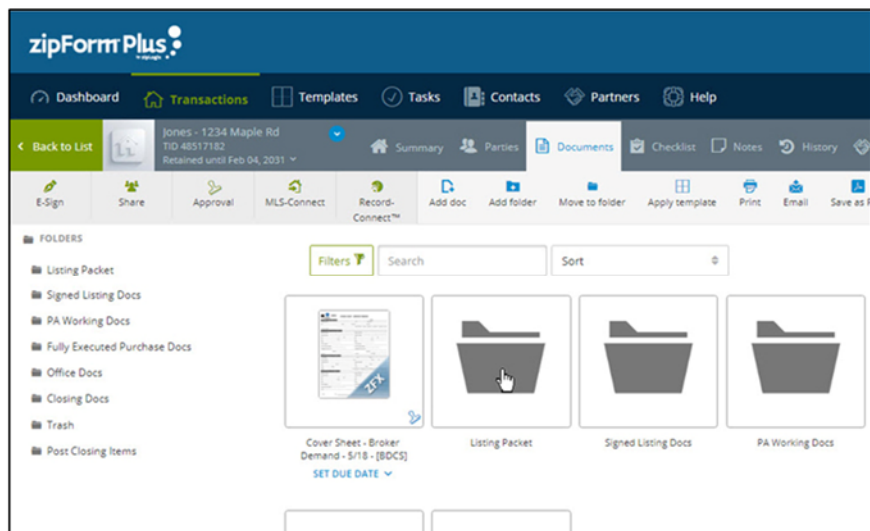 zipForm Plus
by zipLogix
Dashboard
Transactions
Templates
Tasks
Contacts
Partners
Help
Back to List
Jones - 1234 Maple Rd
TID 48517182
Retained until Feb 04, 2031
Summary
Parties
Documents
Checklist
Notes
History
E-Sign
Share
Approval
MLS-Connect
Record-
Connect™
Add doc
Add folder
Move to folder
Apply template
Print
Email
Save as
FOLDERS
Listing Packet
Signed Listing Docs
PA Working Docs
Fully Executed Purchase Docs
Office Docs
Closing Docs
Trash
Post Closing Items
Filters
Search
Sort
ZFX
Cover Sheet - Broker
Demand - 5/18 - [BDCS]
SET DUE DATE
Listing Packet
Signed Listing Docs
PA Working Docs